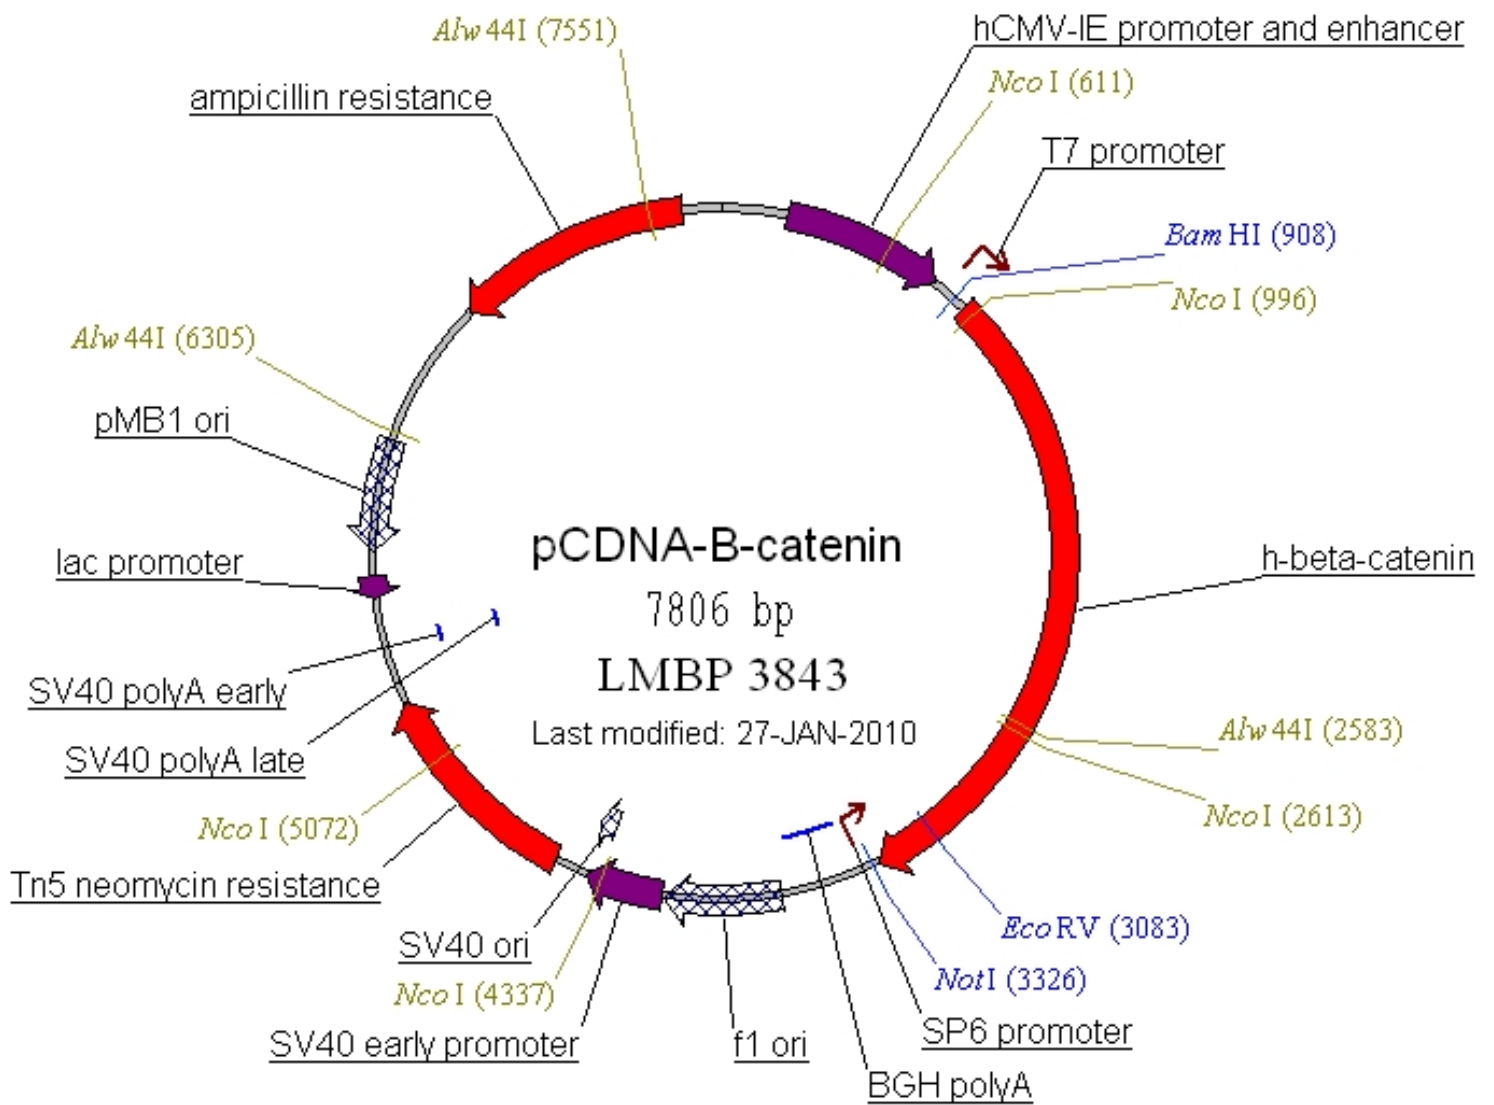 Alw 44I (7551)
hCMV-IE promoter and enhancer
Nco I (611)
ampicillin resistance
T7 promoter
Bam HI (908)
Nco I (996)
Alw 44I (6305)
pMB1 ori
pCDNA-B-catenin
7806 bp
LMBP 3843
Last modified: 27-JAN-2010
lac promoter
h-beta-catenin
SV40 polyA early
SV40 polyA late
Alw 44I (2583)
Nco I (2613)
Nco I (5072)
Tn5 neomycin resistance
Eco RV (3083)
SV40 ori
Not I (3326)
Nco I (4337)
SP6 promoter
SV40 early promoter
f1 ori
BGH polyA